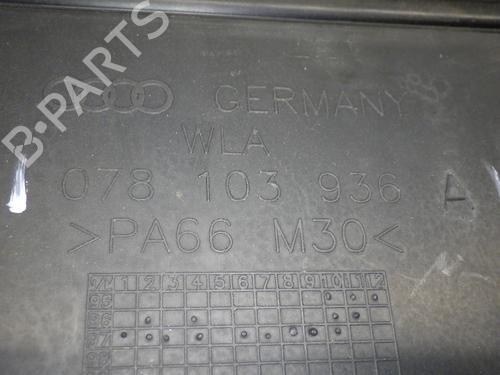 GERMANY
WLA
078 103 936 A
>PA66 M30<
1 2 3 4 5 6 7 8 9 10 11 12
95
96
97
B-PARTS